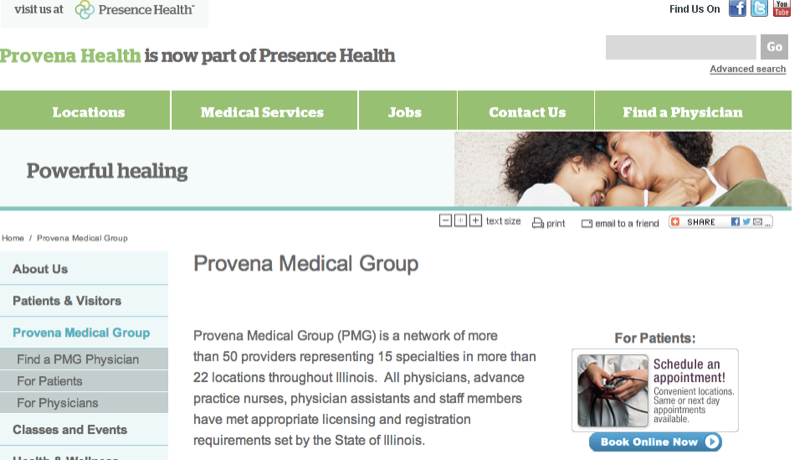 visit us at Presence Health™
Find Us On You Tube
Provena Health is now part of Presence Health
Go
Advanced search
Locations Medical Services Jobs Contact Us Find a Physician
Powerful healing
text size print email to a friend SHARE
Home / Provena Medical Group
About Us
Patients & Visitors
Provena Medical Group
Find a PMG Physician
For Patients
For Physicians
Classes and Events
Health & Wellness
Provena Medical Group
Provena Medical Group (PMG) is a network of more
than 50 providers representing 15 specialties in more than
22 locations throughout Illinois. All physicians, advance
practice nurses, physician assistants and staff members
have met appropriate licensing and registration
requirements set by the State of Illinois.
For Patients:
Schedule an
appointment!
Convenient locations.
Same or next day
appointments
available.
Book Online Now